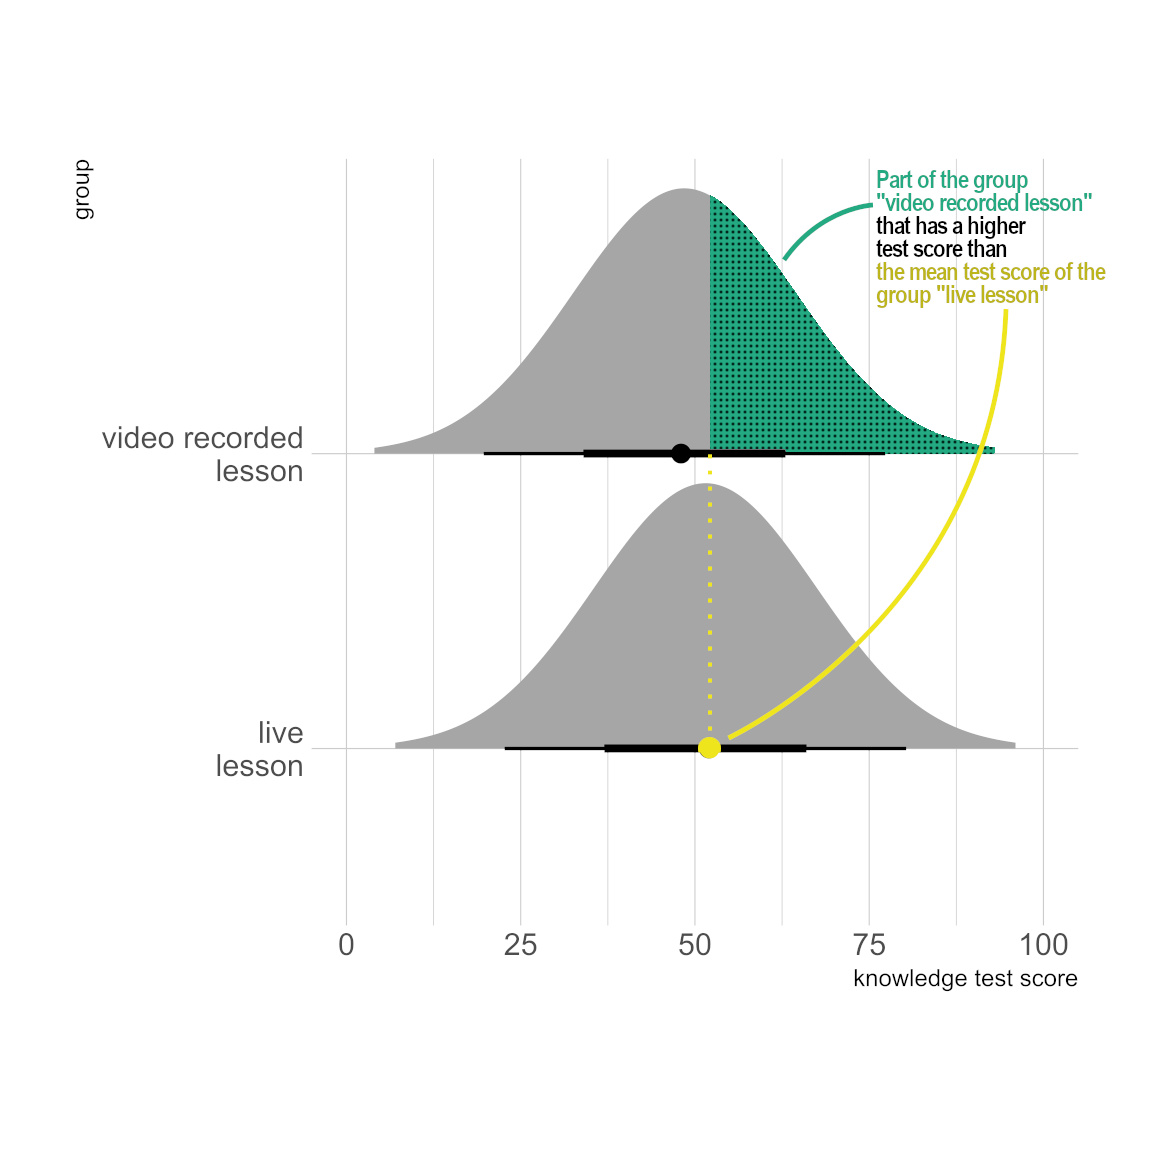 group
Part of the group
"video recorded lesson"
that has a higher
test score than
the mean test score of the
group "live lesson"
video recorded
lesson
live
lesson
0 25 50 75 100
knowledge test score